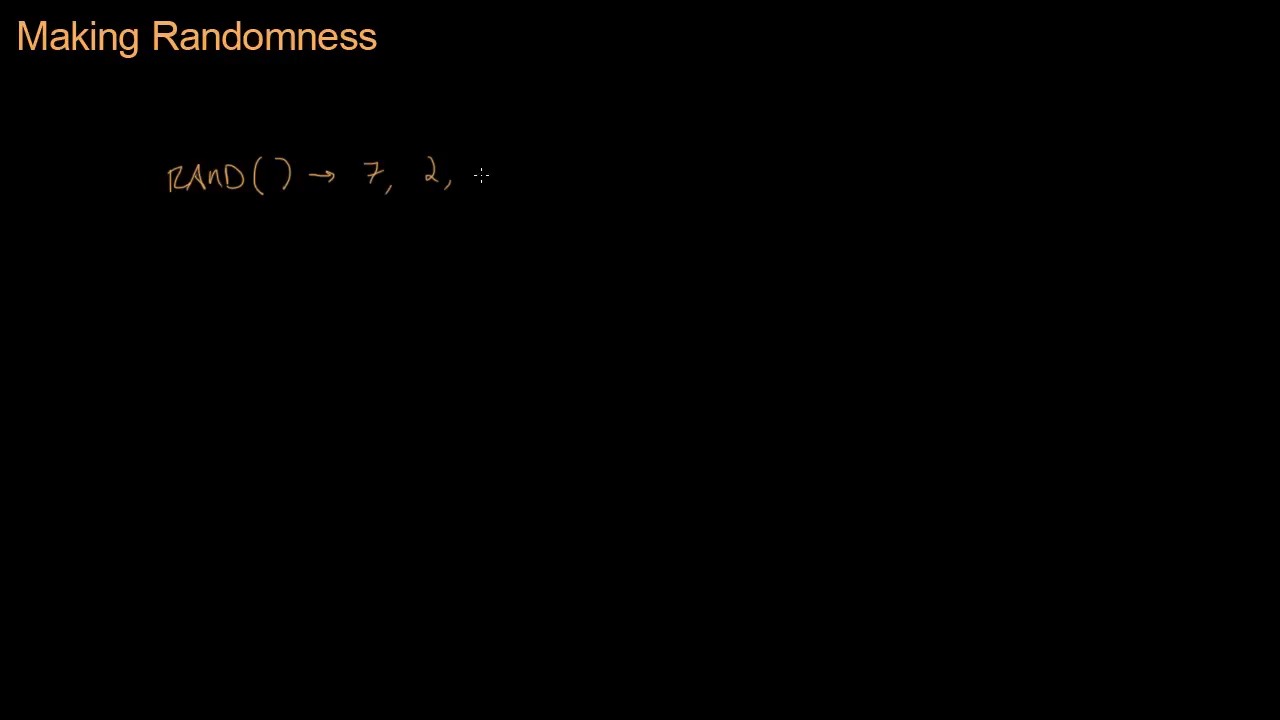 Making Randomness
RAND() → 7, 2,